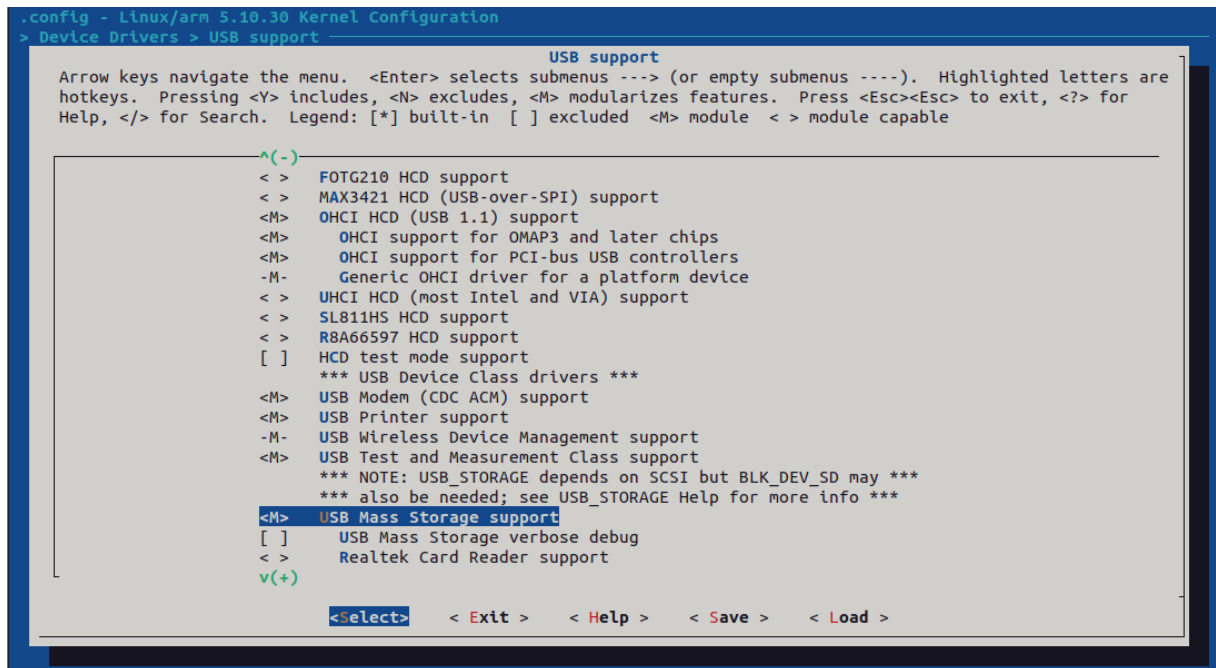 .config - Linux/arm 5.10.30 Kernel Configuration
> Device Drivers > USB support
USB support
Arrow keys navigate the menu.  <Enter> selects submenus ---> (or empty submenus ----).  Highlighted letters are
hotkeys.  Pressing <Y> includes, <N> excludes, <M> modularizes features.  Press <Esc><Esc> to exit, <?> for
Help, </> for Search.  Legend: [*] built-in  [ ] excluded  <M> module  < > module capable
^(-)
< >   FOTG210 HCD support
< >   MAX3421 HCD (USB-over-SPI) support
<M>   OHCI HCD (USB 1.1) support
<M>     OHCI support for OMAP3 and later chips
<M>     OHCI support for PCI-bus USB controllers
-M-     Generic OHCI driver for a platform device
< >   UHCI HCD (most Intel and VIA) support
< >   SL811HS HCD support
< >   R8A66597 HCD support
[ ]   HCD test mode support
*** USB Device Class drivers ***
<M>   USB Modem (CDC ACM) support
<M>   USB Printer support
-M-   USB Wireless Device Management support
<M>   USB Test and Measurement Class support
*** NOTE: USB_STORAGE depends on SCSI but BLK_DEV_SD may ***
*** also be needed; see USB_STORAGE Help for more info ***
<M>   USB Mass Storage support
[ ]     USB Mass Storage verbose debug
< >     Realtek Card Reader support
v(+)
<Select>    < Exit >    < Help >    < Save >    < Load >